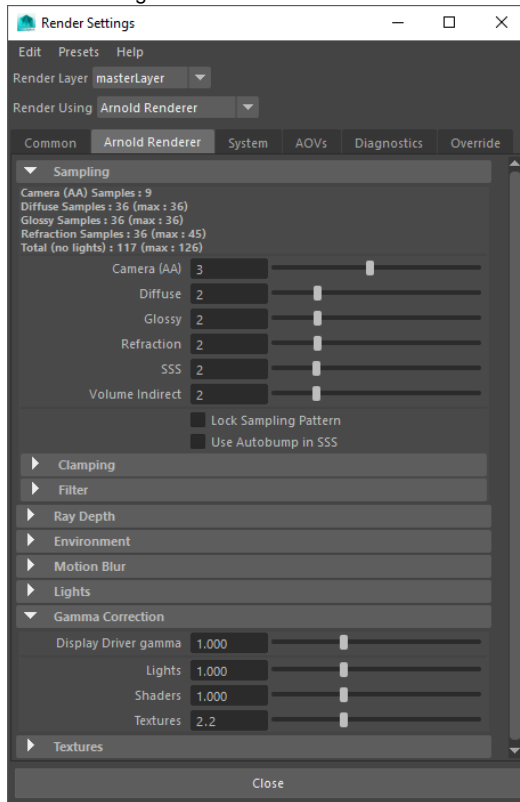 Render Settings
Edit Presets Help
Render Layer masterLayer
Render Using Arnold Renderer
Common Arnold Renderer System AOVs Diagnostics Override
Sampling
Camera (AA) Samples : 9
Diffuse Samples : 36 (max : 36)
Glossy Samples : 36 (max : 36)
Refraction Samples : 36 (max : 45)
Total (no lights) : 117 (max : 126)
Camera (AA) 3
Diffuse 2
Glossy 2
Refraction 2
SSS 2
Volume Indirect 2
Lock Sampling Pattern
Use Autobump in SSS
Clamping
Filter
Ray Depth
Environment
Motion Blur
Lights
Gamma Correction
Display Driver gamma 1.000
Lights 1.000
Shaders 1.000
Textures 2.2
Textures
Close